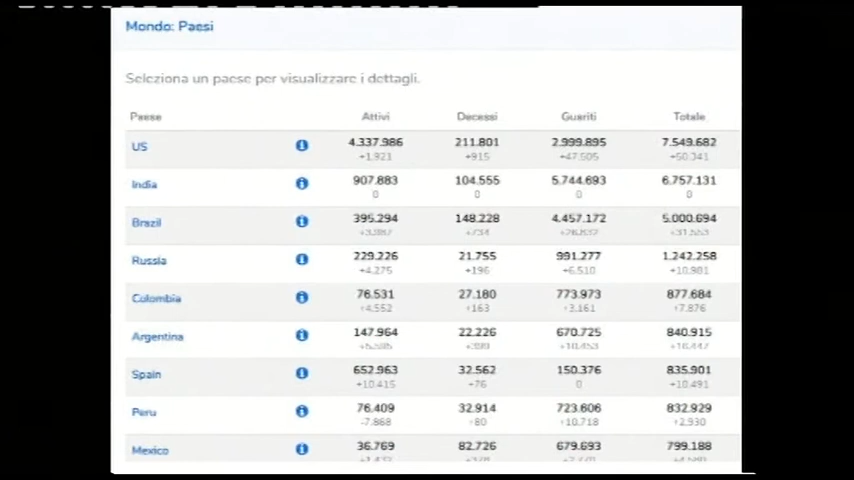 Mondo: Paesi
Seleziona un paese per visualizzare i dettagli.
Paese Attivi Decessi Guariti Totale
US 4.337.986 211.801 2.999.895 7.549.682
+1.921 +915 +47.505 +50.341
India 907.883 104.555 5.744.693 6.757.131
0 0 0 0
Brazil 395.294 148.228 4.457.172 5.000.694
+734 +31.553
Russia 229.226 21.755 991.277 1.242.258
+4.275 +196 +6.510 +10.981
Colombia 76.531 27.180 773.973 877.684
+4.552 +163 +3.161 +7.876
Argentina 147.964 22.226 670.725 840.915
+10.453 +16.447
Spain 652.963 32.562 150.376 835.901
+10.415 +76 0 +10.491
Peru 76.409 32.914 723.606 832.929
-7.868 +80 +10.718 +2.930
Mexico 36.769 82.726 679.693 799.188